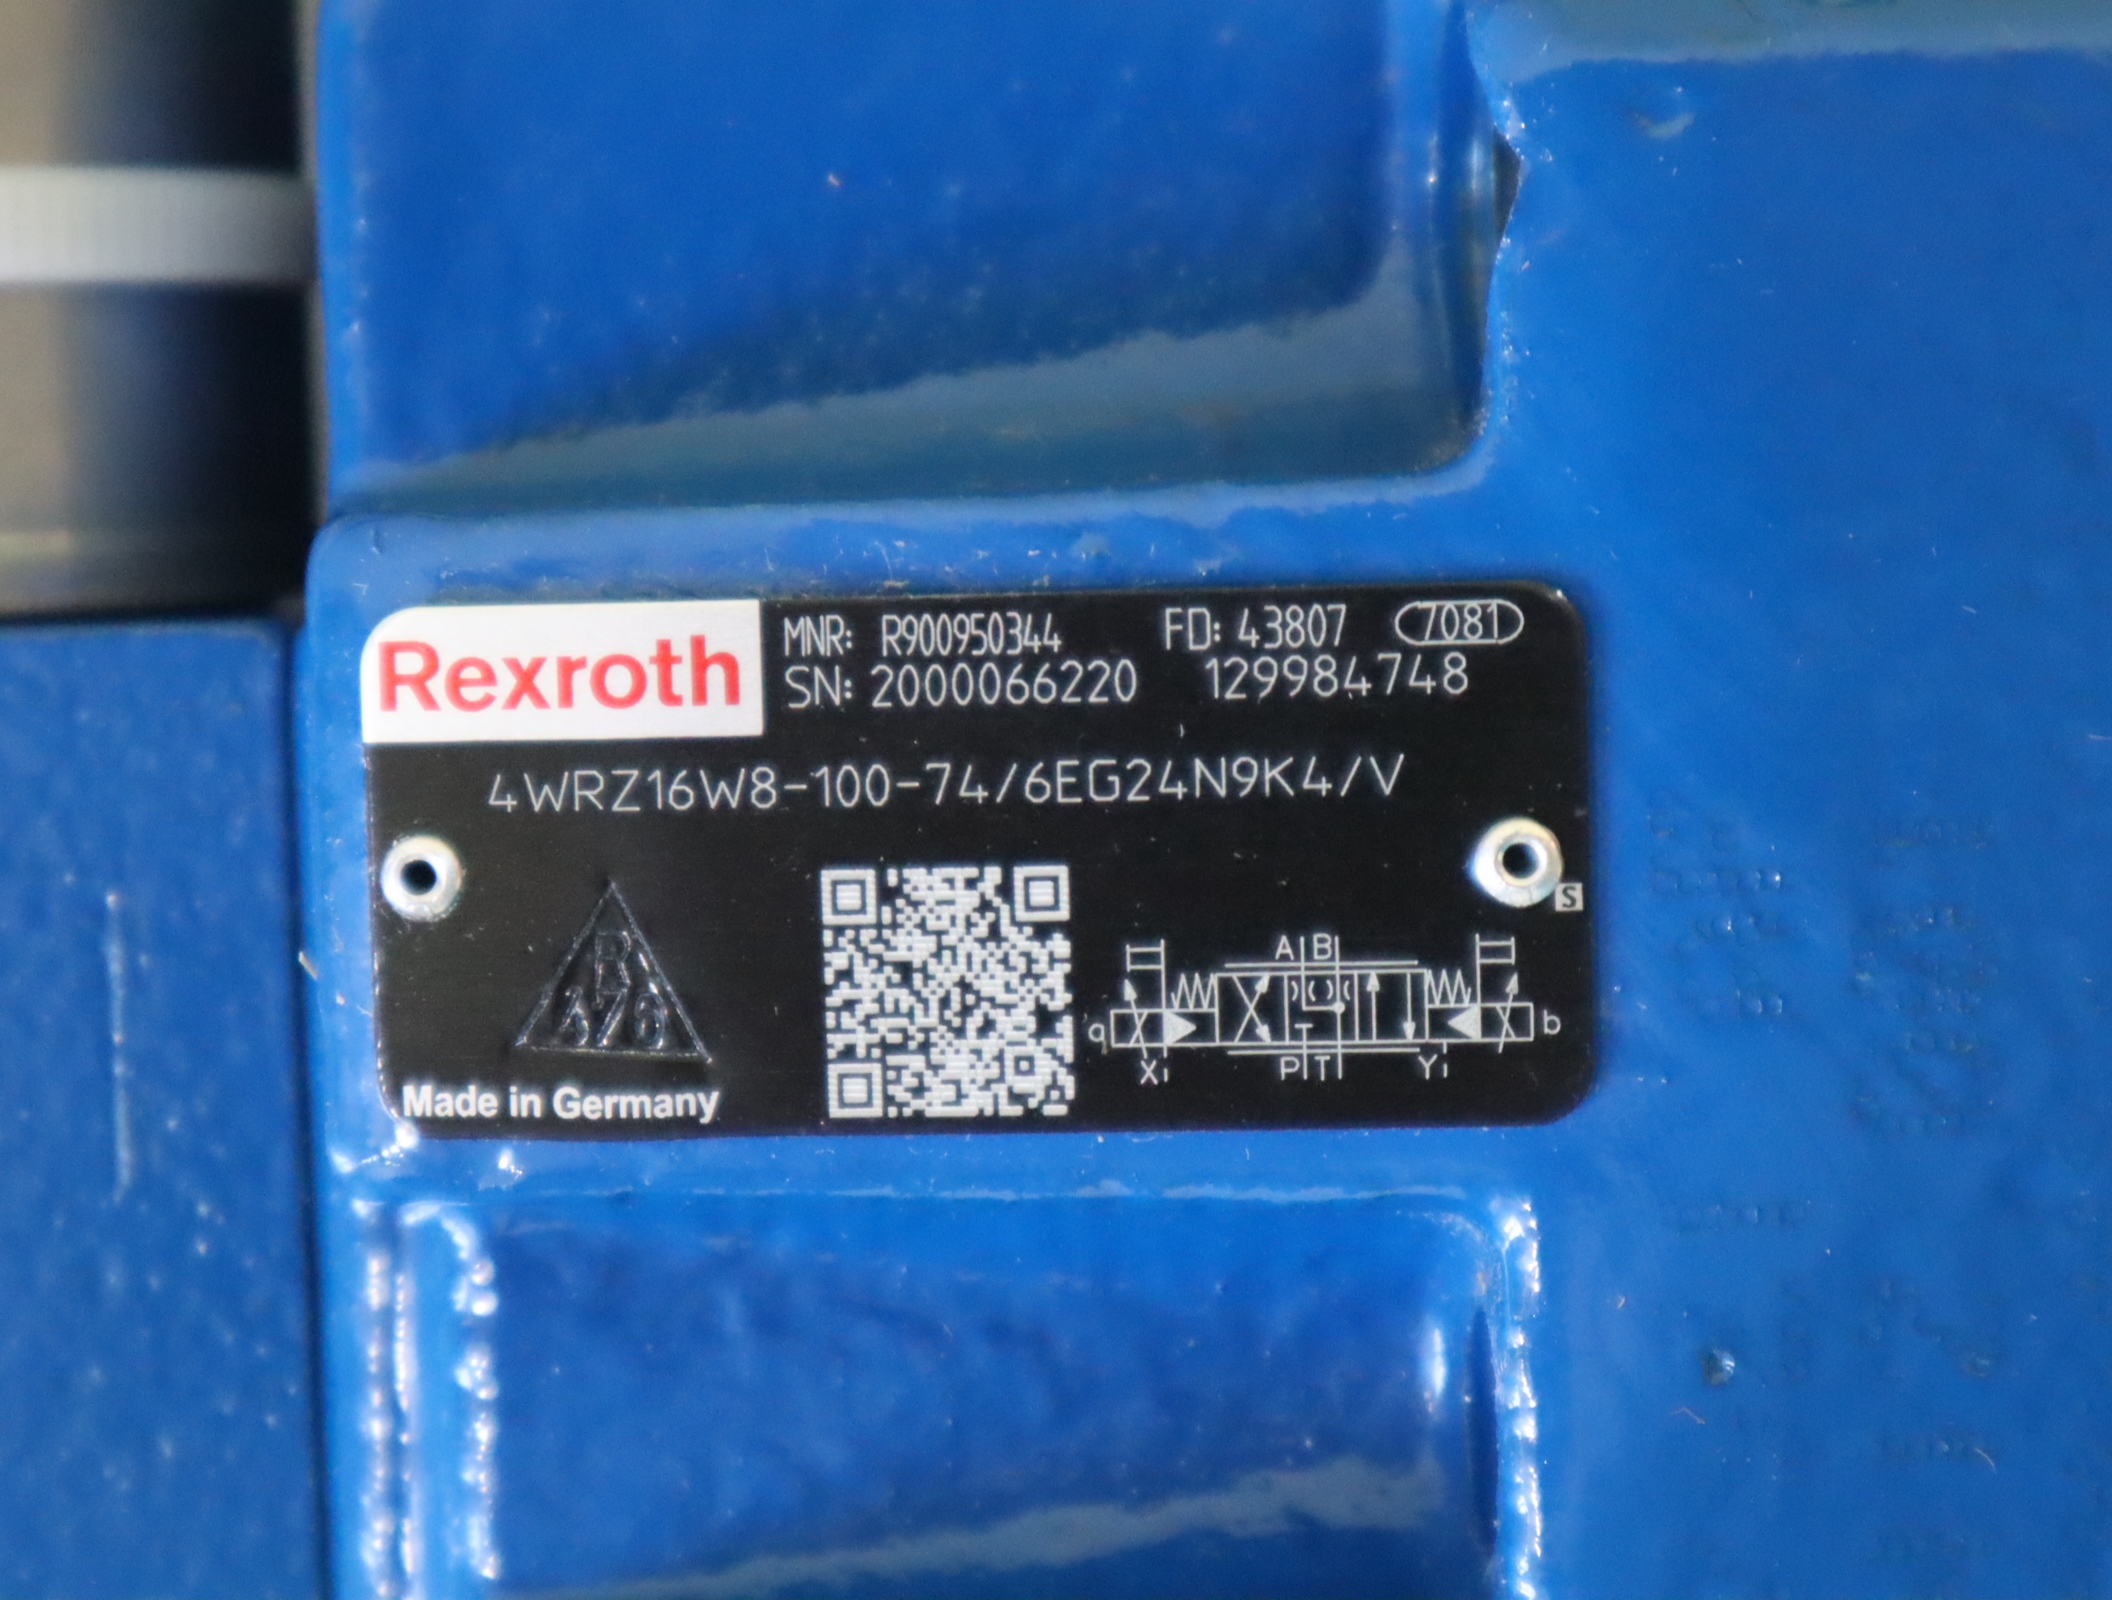 Rexroth
MNR: R900950344 FD: 43807 7081
SN: 2000066220 129984748
4WRZ16W8-100-74/6EG24N9K4/V
S
A B
a b
X P T Y
R
Made in Germany